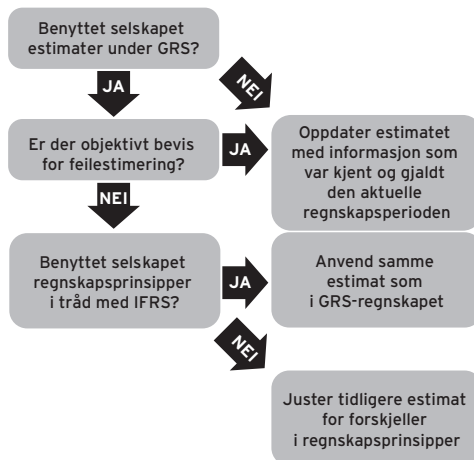 Benyttet selskapet
estimater under GRS?
JA
NEI
Er der objektivt bevis
for feilestimering?
JA
Oppdater estimatet
med informasjon som
var kjent og gjaldt
den aktuelle
regnskapsperioden
NEI
Benyttet selskapet
regnskapsprinsipper
i tråd med IFRS?
JA
Anvend samme
estimat som
i GRS-regnskapet
NEI
Juster tidligere estimat
for forskjeller
i regnskapsprinsipper